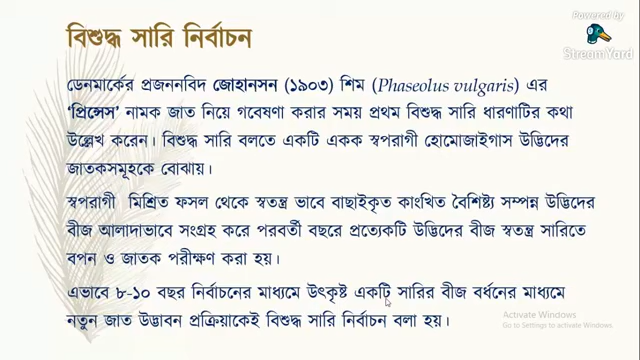 বিশুদ্ধ সারি নির্বাচন
Powered by
StreamYard
ডেনমার্কের প্রজননবিদ জোহানসন (১৯০৩) শিম (Phaseolus vulgaris) এর
‘প্রিন্সেস’ নামক জাত নিয়ে গবেষণা করার সময় প্রথম বিশুদ্ধ সারি ধারণাটির কথা
উল্লেখ করেন। বিশুদ্ধ সারি বলতে একটি একক স্বপরাগী হোমোজাইগাস উদ্ভিদের
জাতকসমূহকে বোঝায়।
স্বপরাগী মিশ্রিত ফসল থেকে স্বতন্ত্র ভাবে বাছাইকৃত কাংখিত বৈশিষ্ট্য সম্পন্ন উদ্ভিদের
বীজ আলাদাভাবে সংগ্রহ করে পরবর্তী বছরে প্রত্যেকটি উদ্ভিদের বীজ স্বতন্ত্র সারিতে
বপন ও জাতক পরীক্ষণ করা হয়।
এভাবে ৮-১০ বছর নির্বাচনের মাধ্যমে উৎকৃষ্ট একটি সারির বীজ বর্ধনের মাধ্যমে
নতুন জাত উদ্ভাবন প্রক্রিয়াকেই বিশুদ্ধ সারি নির্বাচন বলা হয়।
Activate Windows
Go to Settings to activate Windows.